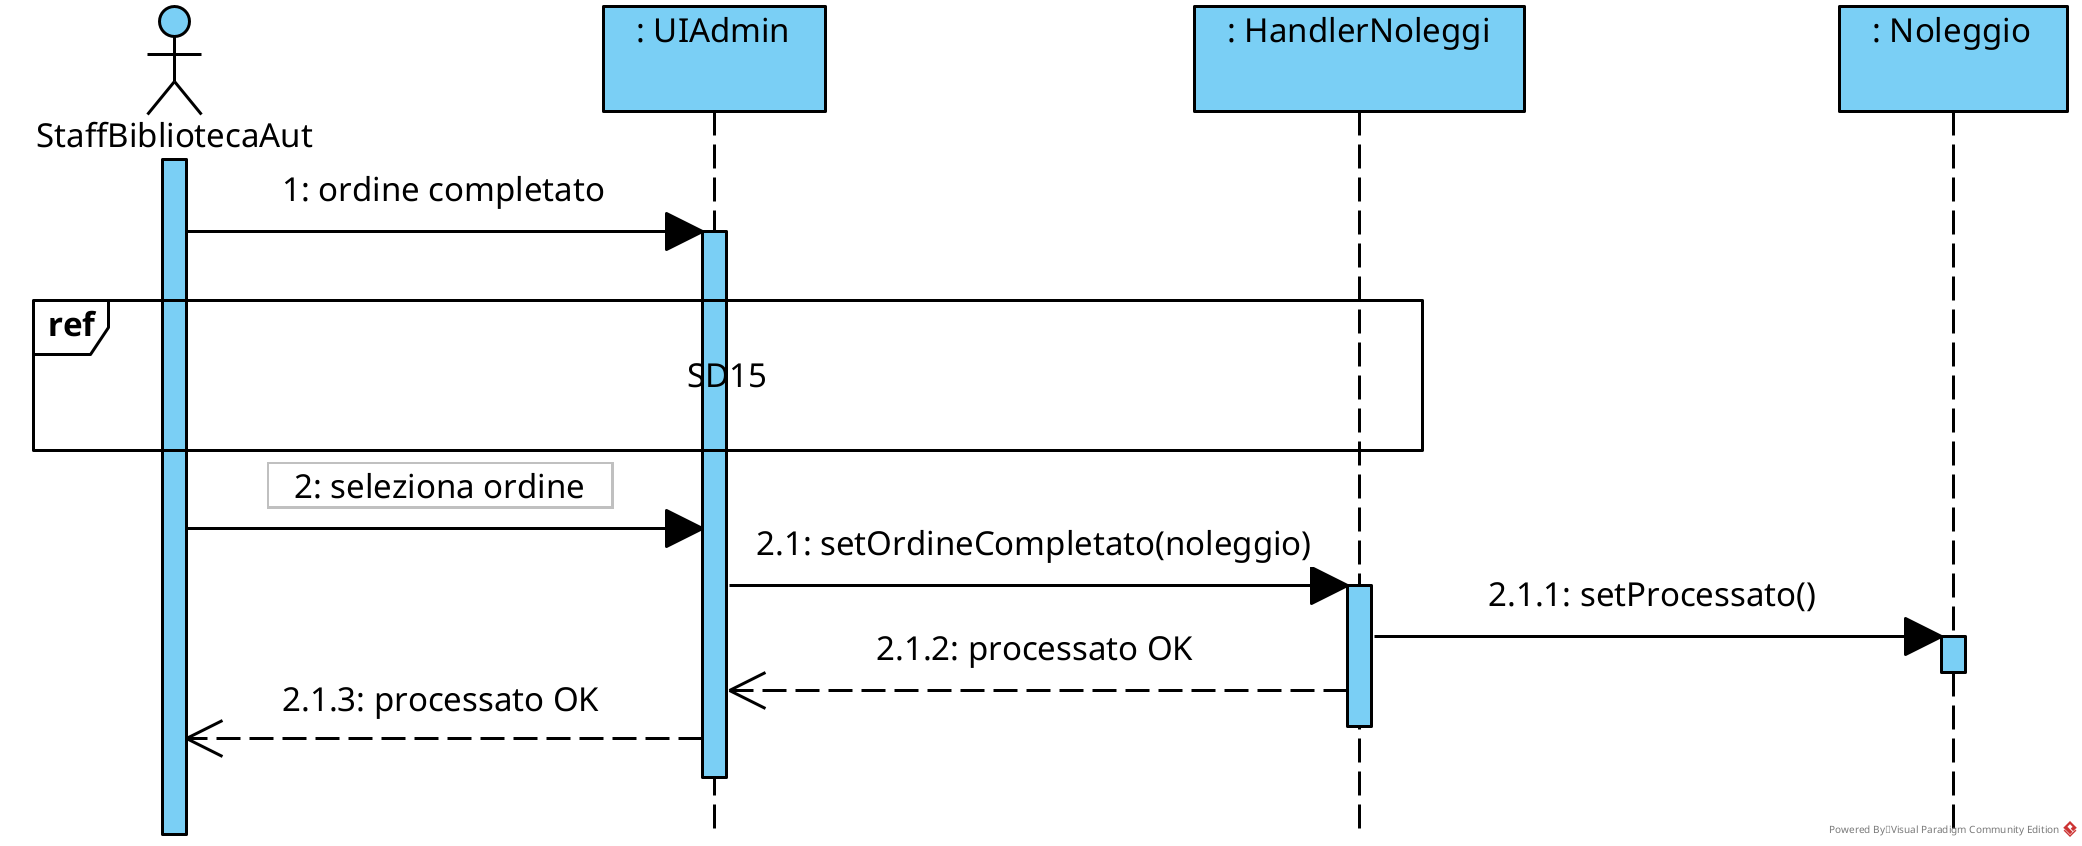 : UIAdmin
: HandlerNoleggi
: Noleggio
StaffBibliotecaAut
1: ordine completato
ref
SD15
2: seleziona ordine
2.1: setOrdineCompletato(noleggio)
2.1.1: setProcessato()
2.1.2: processato OK
2.1.3: processato OK
Powered By Visual Paradigm Community Edition